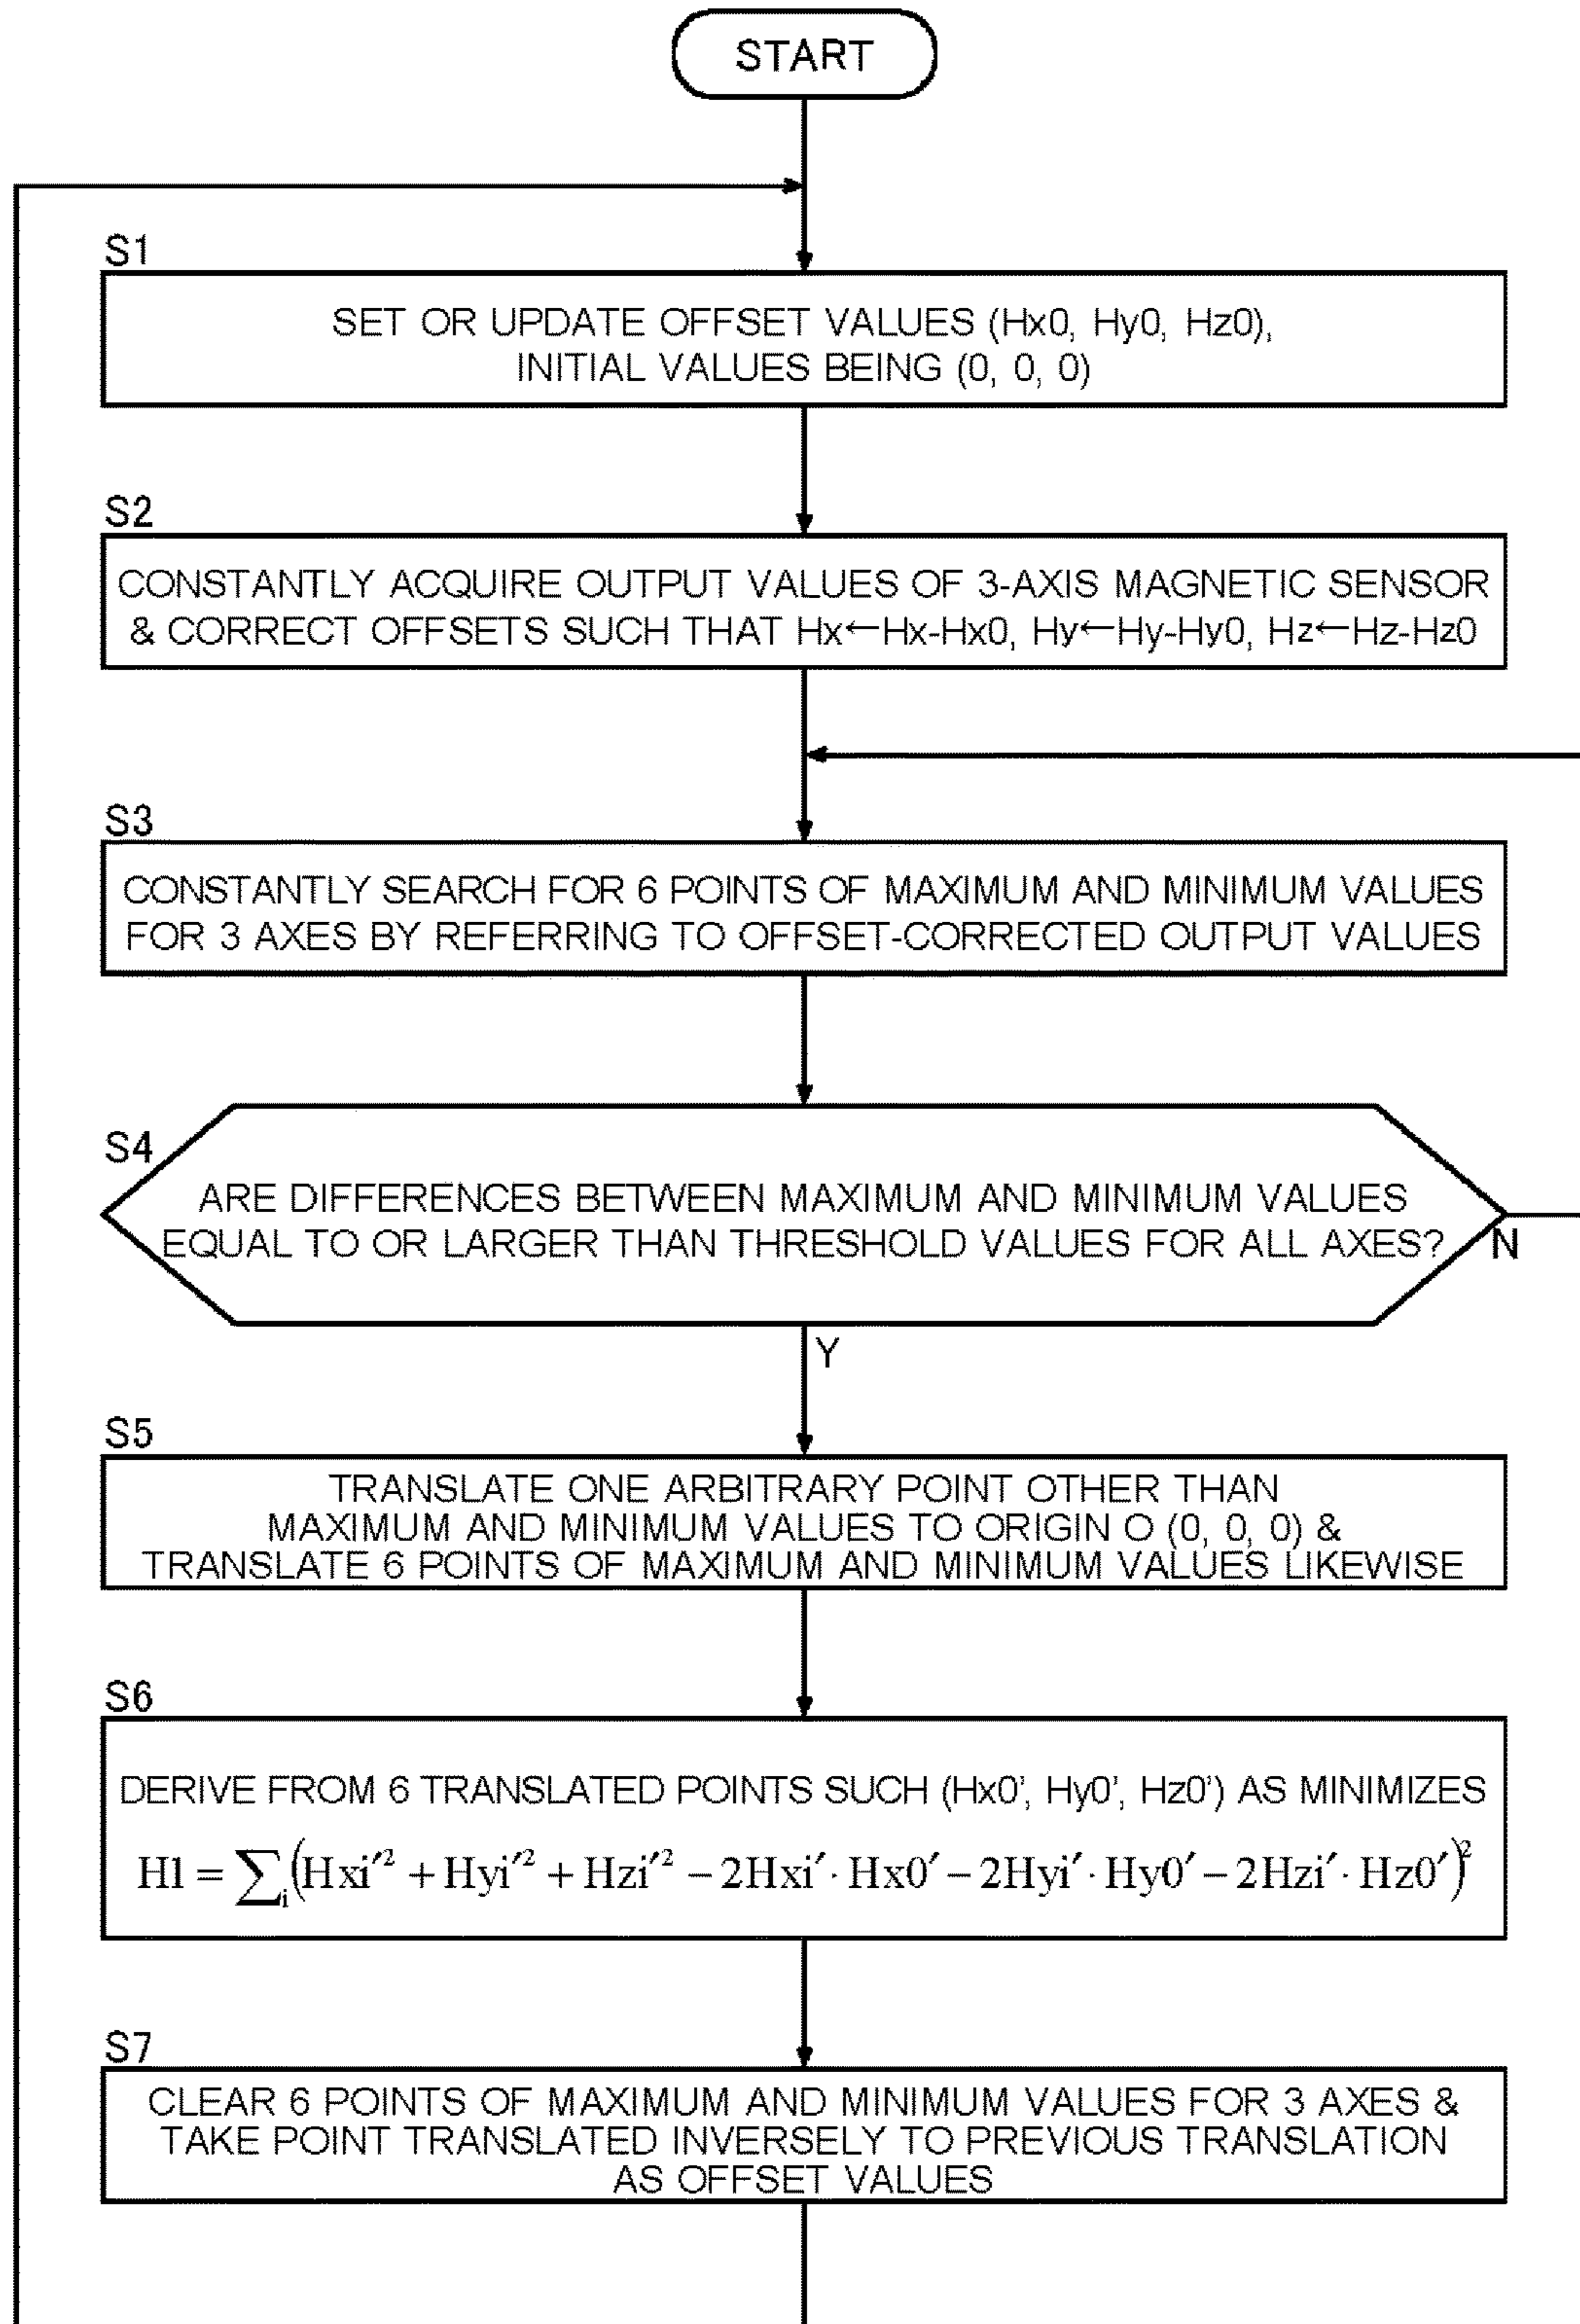 START
S1
SET OR UPDATE OFFSET VALUES (Hx0, Hy0, Hz0),
INITIAL VALUES BEING (0, 0, 0)
S2
CONSTANTLY ACQUIRE OUTPUT VALUES OF 3-AXIS MAGNETIC SENSOR
& CORRECT OFFSETS SUCH THAT Hx←Hx-Hx0, Hy←Hy-Hy0, Hz←Hz-Hz0
S3
CONSTANTLY SEARCH FOR 6 POINTS OF MAXIMUM AND MINIMUM VALUES
FOR 3 AXES BY REFERRING TO OFFSET-CORRECTED OUTPUT VALUES
S4
ARE DIFFERENCES BETWEEN MAXIMUM AND MINIMUM VALUES
EQUAL TO OR LARGER THAN THRESHOLD VALUES FOR ALL AXES?
N
Y
S5
TRANSLATE ONE ARBITRARY POINT OTHER THAN
MAXIMUM AND MINIMUM VALUES TO ORIGIN O (0, 0, 0) &
TRANSLATE 6 POINTS OF MAXIMUM AND MINIMUM VALUES LIKEWISE
S6
DERIVE FROM 6 TRANSLATED POINTS SUCH (Hx0', Hy0', Hz0') AS MINIMIZES
Hl = ∑i(Hxi′² + Hyi′² + Hzi′² − 2Hxi′· Hx0′ − 2Hyi′· Hy0′ − 2Hzi′· Hz0′)²
S7
CLEAR 6 POINTS OF MAXIMUM AND MINIMUM VALUES FOR 3 AXES &
TAKE POINT TRANSLATED INVERSELY TO PREVIOUS TRANSLATION
AS OFFSET VALUES